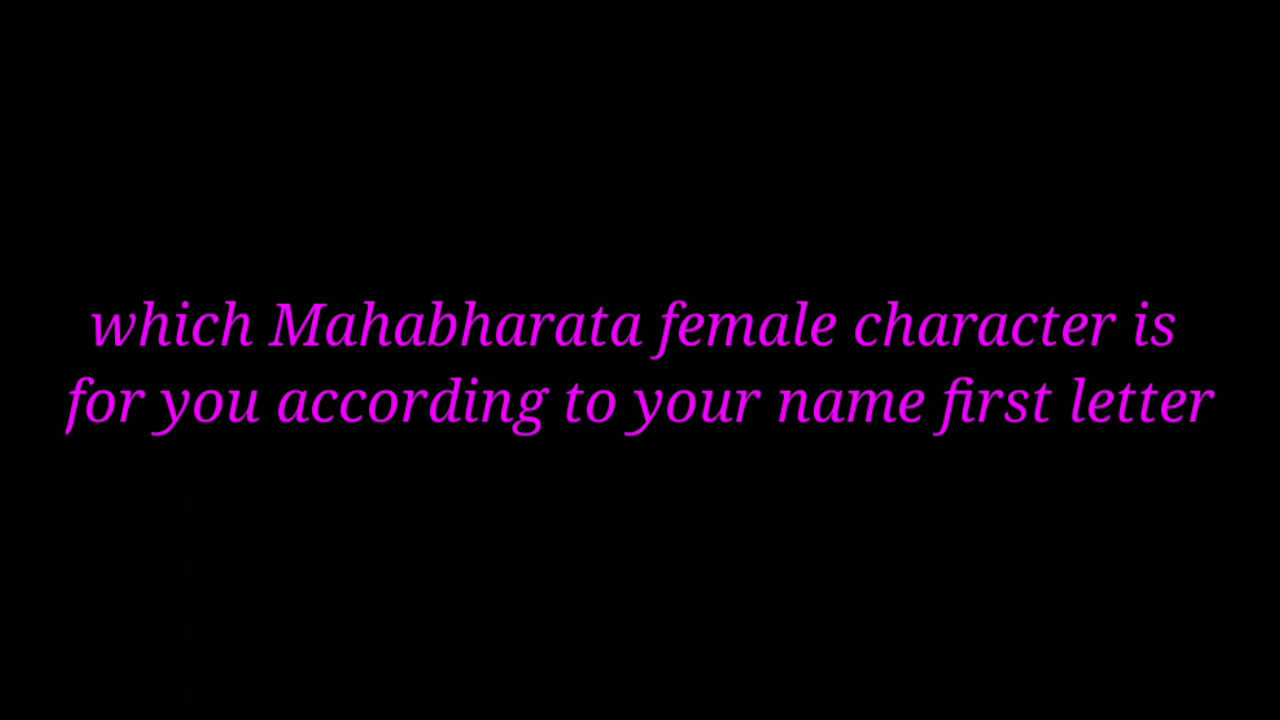 which Mahabharata female character is
for you according to your name first letter